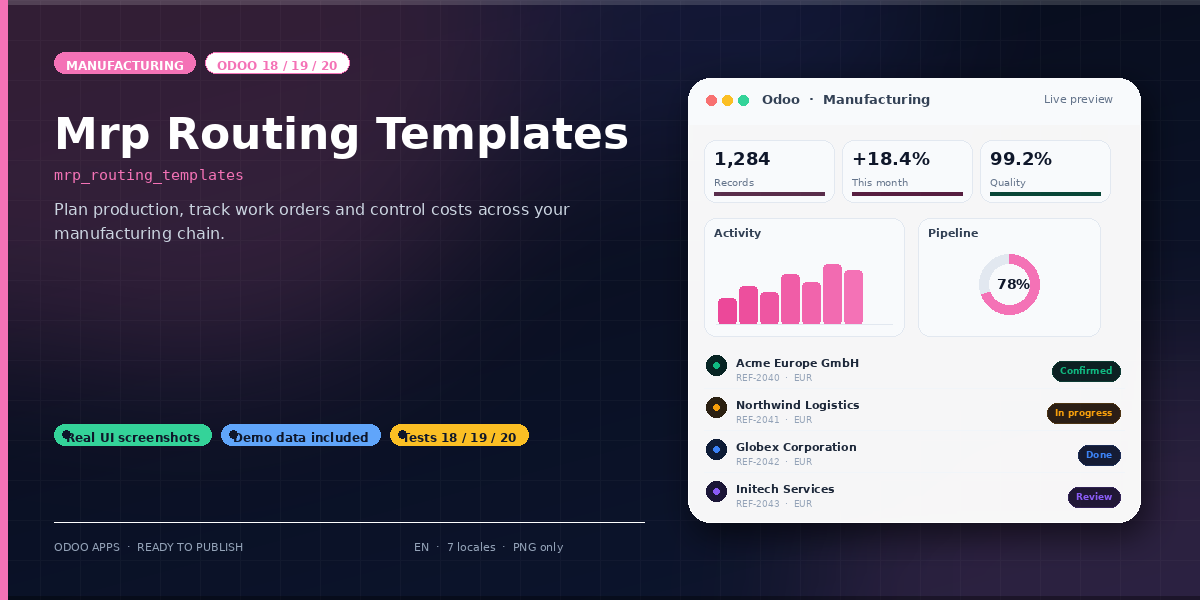 MANUFACTURING
ODOO 18 / 19 / 20
Mrp Routing Templates
mrp_routing_templates
Plan production, track work orders and control costs across your
manufacturing chain.
Real UI screenshots
Demo data included
Tests 18 / 19 / 20
ODOO APPS · READY TO PUBLISH
EN · 7 locales · PNG only
Odoo · Manufacturing
Live preview
1,284
Records
+18.4%
This month
99.2%
Quality
Activity
Pipeline
78%
Acme Europe GmbH
REF-2040 · EUR
Confirmed
Northwind Logistics
REF-2041 · EUR
In progress
Globex Corporation
REF-2042 · EUR
Done
Initech Services
REF-2043 · EUR
Review